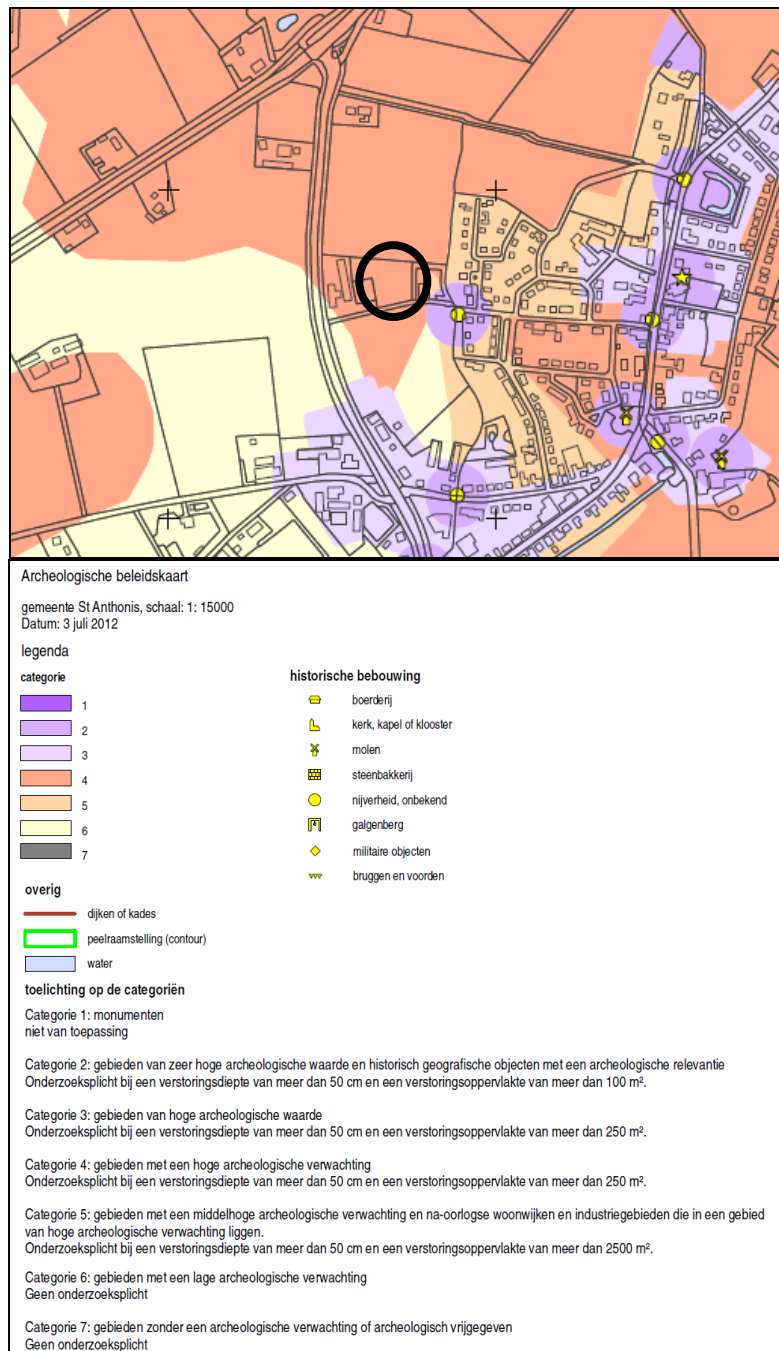 Archeologische beleidskaart
gemeente St Anthonis, schaal: 1: 15000
Datum: 3 juli 2012
legenda
categorie
1
2
3
4
5
6
7
historische bebouwing
boerderij
kerk, kapel of klooster
molen
steenbakkerij
nijverheid, onbekend
galgenberg
militaire objecten
bruggen en voorden
overig
dijken of kades
peelraamstelling (contour)
water
toelichting op de categoriën
Categorie 1: monumenten
niet van toepassing
Categorie 2: gebieden van zeer hoge archeologische waarde en historisch geografische objecten met een archeologische relevantie
Onderzoeksplicht bij een verstoringsdiepte van meer dan 50 cm en een verstoringsoppervlakte van meer dan 100 m².
Categorie 3: gebieden van hoge archeologische waarde
Onderzoeksplicht bij een verstoringsdiepte van meer dan 50 cm en een verstoringsoppervlakte van meer dan 250 m².
Categorie 4: gebieden met een hoge archeologische verwachting
Onderzoeksplicht bij een verstoringsdiepte van meer dan 50 cm en een verstoringsoppervlakte van meer dan 250 m².
Categorie 5: gebieden met een middelhoge archeologische verwachting en na-oorlogse woonwijken en industriegebieden die in een gebied
van hoge archeologische verwachting liggen.
Onderzoeksplicht bij een verstoringsdiepte van meer dan 50 cm en een verstoringsoppervlakte van meer dan 2500 m².
Categorie 6: gebieden met een lage archeologische verwachting
Geen onderzoeksplicht
Categorie 7: gebieden zonder een archeologische verwachting of archeologisch vrijgegeven
Geen onderzoeksplicht